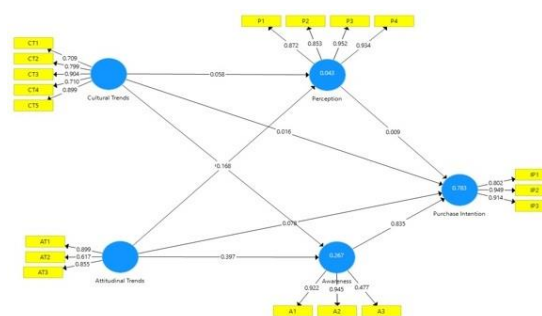 P1
P2
P3
P4
0.872
0.853
0.952
0.934
CT1
CT2
CT3
CT4
CT5
0.709
0.799
0.904
0.710
0.899
Cultural Trends
0.058
0.043
Perception
0.016
0.009
0.168
0.783
Purchase Intention
0.802
0.949
0.914
IP1
IP2
IP3
AT1
AT2
AT3
0.899
0.617
0.855
Attitudinal Trends
0.078
0.397
0.835
0.267
Awareness
0.922
0.945
0.477
A1
A2
A3